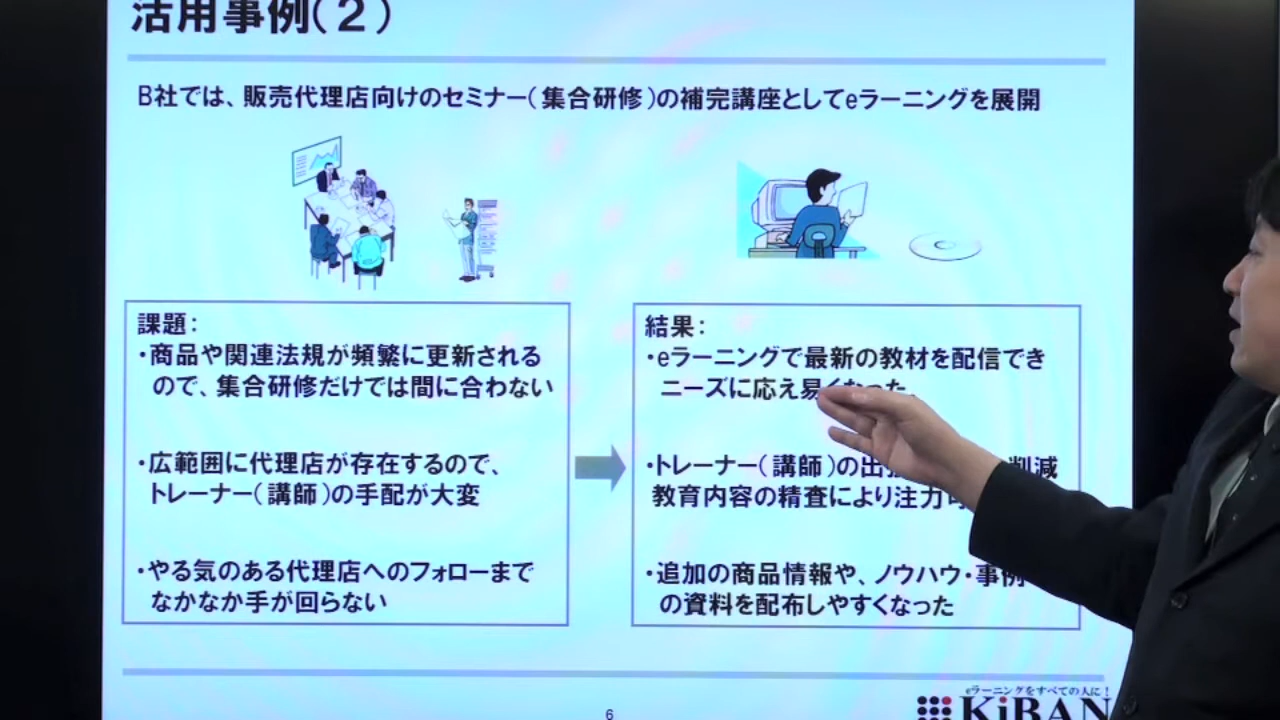 活用事例(２)
B社では、販売代理店向けのセミナー(集合研修)の補完講座としてeラーニングを展開
課題:
・商品や関連法規が頻繁に更新される
ので、集合研修だけでは間に合わない
・広範囲に代理店が存在するので、
トレーナー(講師)の手配が大変
・やる気のある代理店へのフォローまで
なかなか手が回らない
結果:
・eラーニングで最新の教材を配信でき
ニーズに応え易くなった。
・トレーナー(講師)の出 削減
教育内容の精査により注力
・追加の商品情報や、ノウハウ・事例
の資料を配布しやすくなった
eラーニングをすべての人に!
KiBAN
6